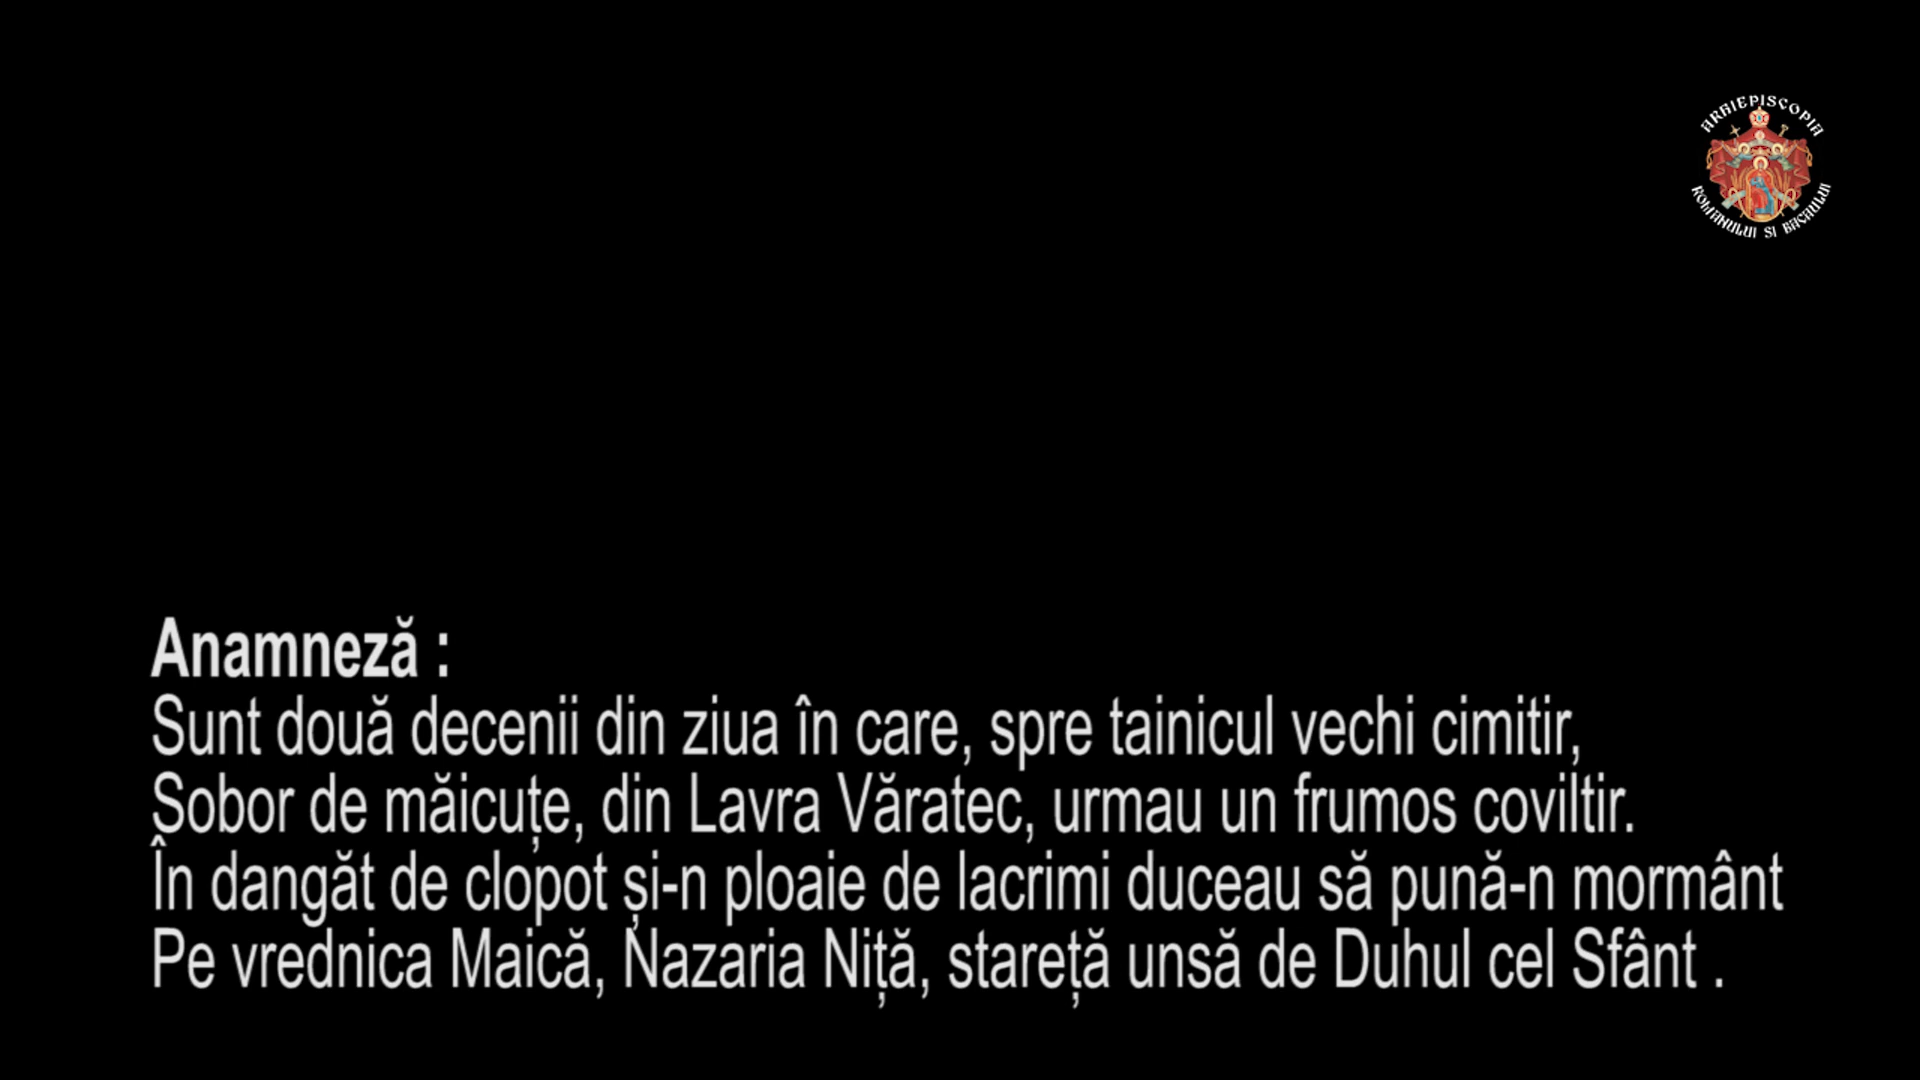 ARHIEPISCOPIA
ROMANULUI SI BACAULUI
Anamneză :
Sunt două decenii din ziua în care, spre tainicul vechi cimitir,
Sobor de măicuțe, din Lavra Văratec, urmau un frumos coviltir.
În dangăt de clopot și-n ploaie de lacrimi duceau să pună-n mormânt
Pe vrednica Maică, Nazaria Niță, stareță unsă de Duhul cel Sfânt .